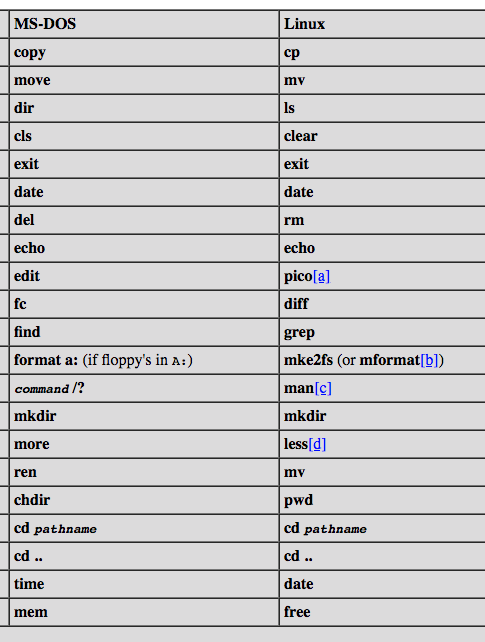 MS-DOS Linux
copy cp
move mv
dir ls
cls clear
exit exit
date date
del rm
echo echo
edit pico[a]
fc diff
find grep
format a: (if floppy's in A:) mke2fs (or mformat[b])
command /? man[c]
mkdir mkdir
more less[d]
ren mv
chdir pwd
cd pathname cd pathname
cd .. cd ..
time date
mem free